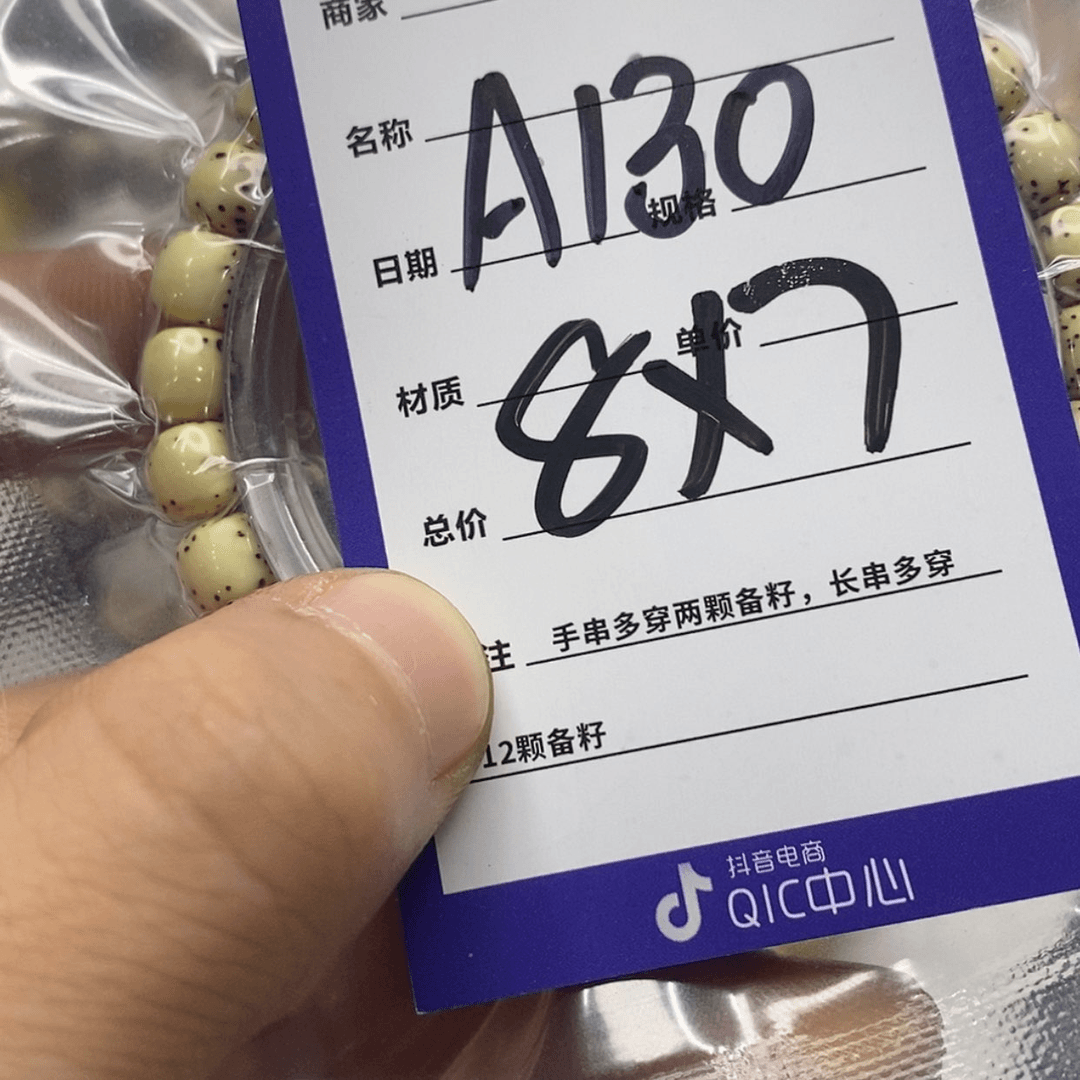 商家
名称
A130
日期 规格
材质 单价
8X7
总价
注 手串多穿两颗备籽，长串多穿
12颗备籽
抖音电商
QIC中心